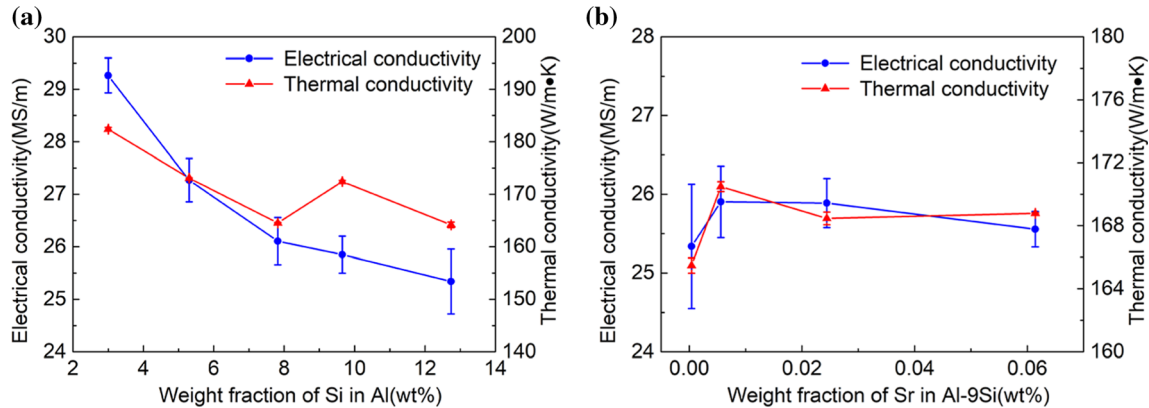 (a)
30
29
28
27
26
25
24
Electrical conductivity(MS/m)
Electrical conductivity
Thermal conductivity
200
190
180
170
160
150
140
Thermal conductivity(W/m●K)
2 4 6 8 10 12 14
Weight fraction of Si in Al(wt%)
(b)
28
27
26
25
24
Electrical conductivity(MS/m)
Electrical conductivity
Thermal conductivity
180
176
172
168
164
160
Thermal conductivity(W/m●K)
0.00 0.02 0.04 0.06
Weight fraction of Sr in Al-9Si(wt%)